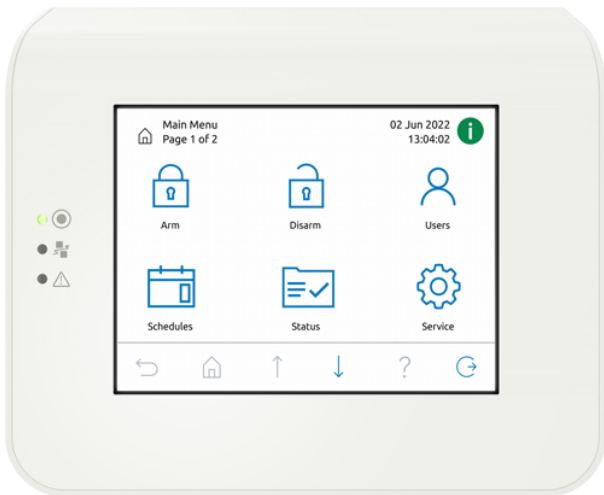 Main Menu
Page 1 of 2
02 Jun 2022
13:04:02
i
Arm
Disarm
Users
Schedules
Status
Service
?